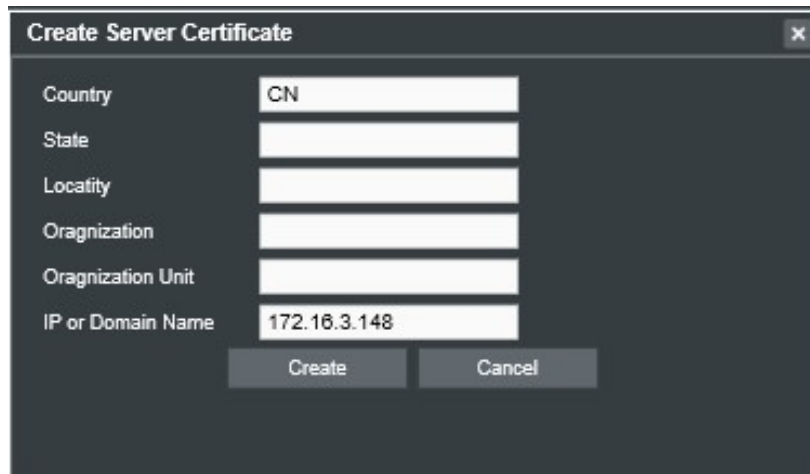 Create Server Certificate
Country CN
State
Locatity
Oragnization
Oragnization Unit
IP or Domain Name 172.16.3.148
Create Cancel